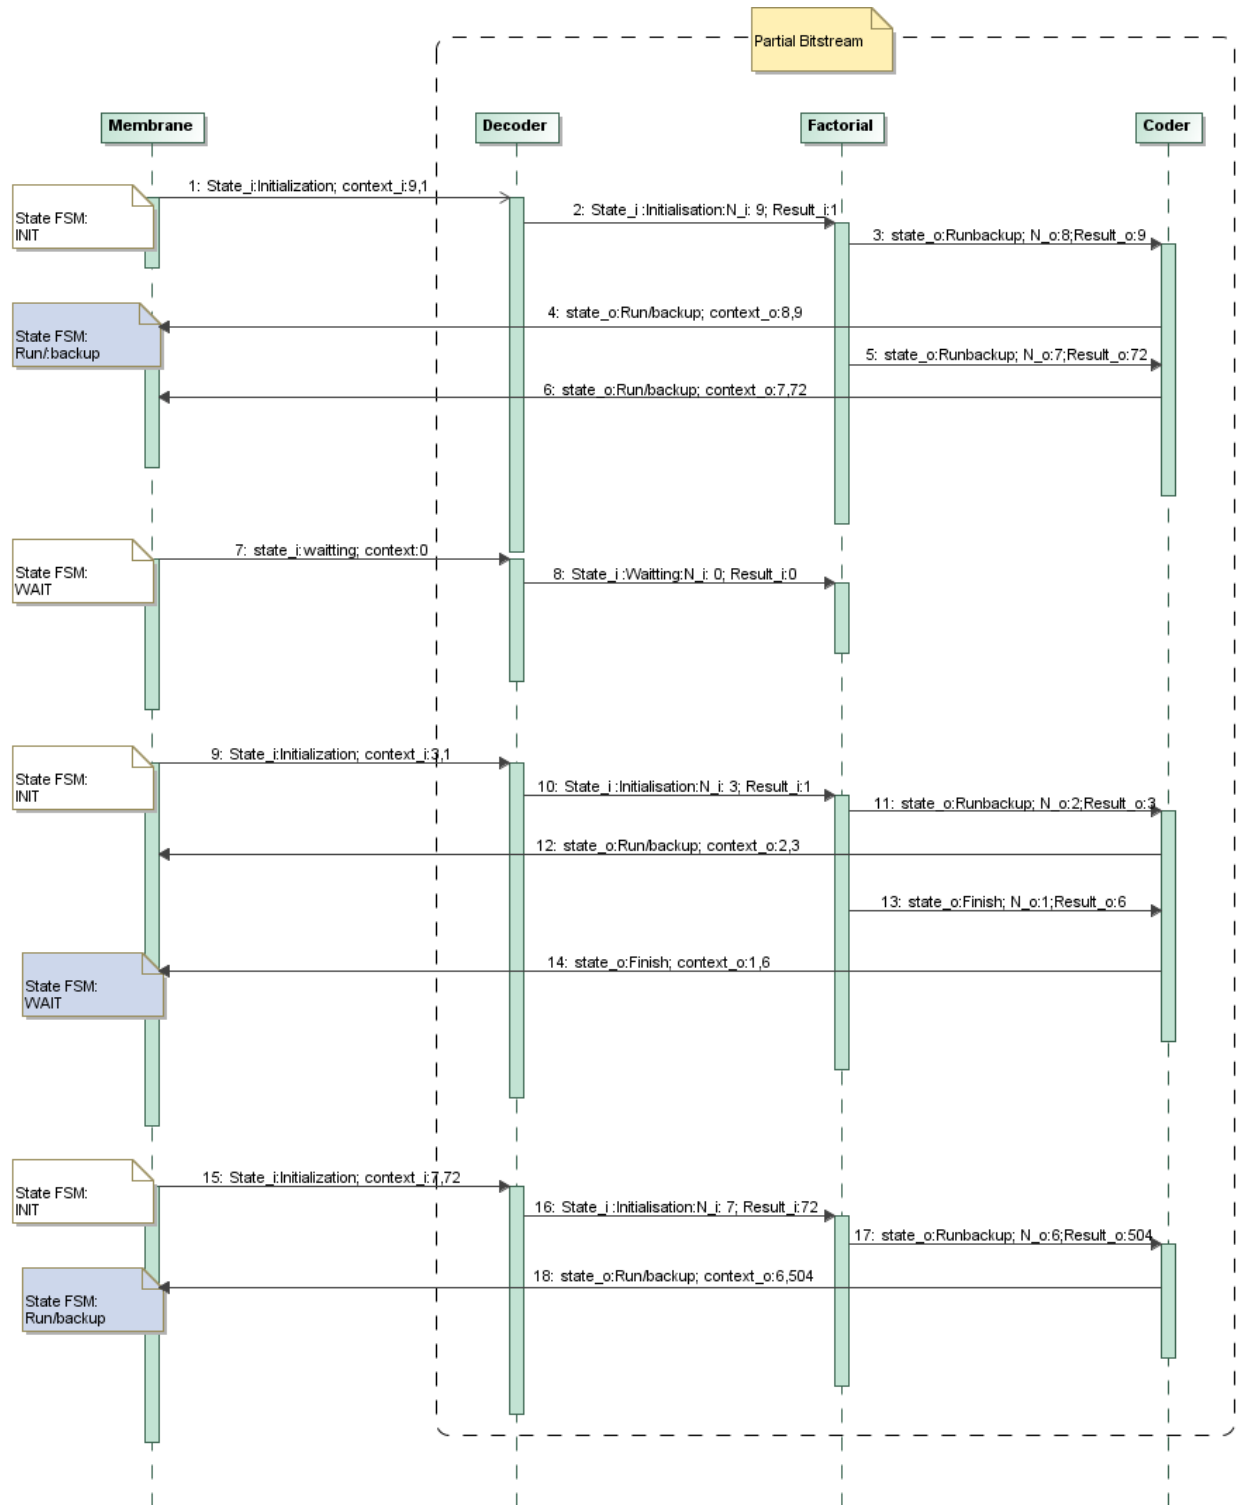 Partial Bitstream
Membrane
Decoder
Factorial
Coder
1: State_i:Initialization; context_i:9,1
State FSM:
INIT
2: State_i :Initialisation:N_i: 9; Result_i:1
3: state_o:Runbackup; N_o:8;Result_o:9
4: state_o:Run/backup; context_o:8,9
State FSM:
Run/:backup
5: state_o:Runbackup; N_o:7;Result_o:72
6: state_o:Run/backup; context_o:7,72
7: state_i:waitting; context:0
State FSM:
WAIT
8: State_i :Waitting:N_i: 0; Result_i:0
9: State_i:Initialization; context_i:3,1
State FSM:
INIT
10: State_i :Initialisation:N_i: 3; Result_i:1
11: state_o:Runbackup; N_o:2;Result_o:3
12: state_o:Run/backup; context_o:2,3
13: state_o:Finish; N_o:1;Result_o:6
14: state_o:Finish; context_o:1,6
State FSM:
WAIT
15: State_i:Initialization; context_i:7,72
State FSM:
INIT
16: State_i :Initialisation:N_i: 7; Result_i:72
17: state_o:Runbackup; N_o:6;Result_o:504
18: state_o:Run/backup; context_o:6,504
State FSM:
Run/backup